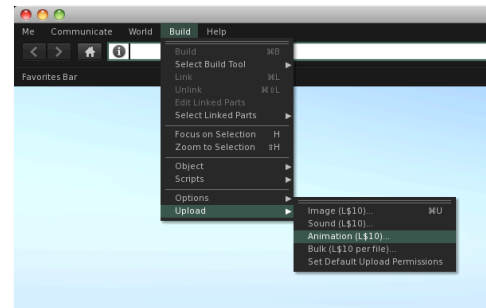 Me Communicate World Build Help
Favorites Bar
Build ⌘B
Select Build Tool ▶
Link ⌘L
Unlink ⌘⇧L
Edit Linked Parts
Select Linked Parts ▶
Focus on Selection H
Zoom to Selection ⇧H
Object ▶
Scripts ▶
Options ▶
Upload ▶
Image (L$10)... ⌘U
Sound (L$10)...
Animation (L$10)...
Bulk (L$10 per file)...
Set Default Upload Permissions